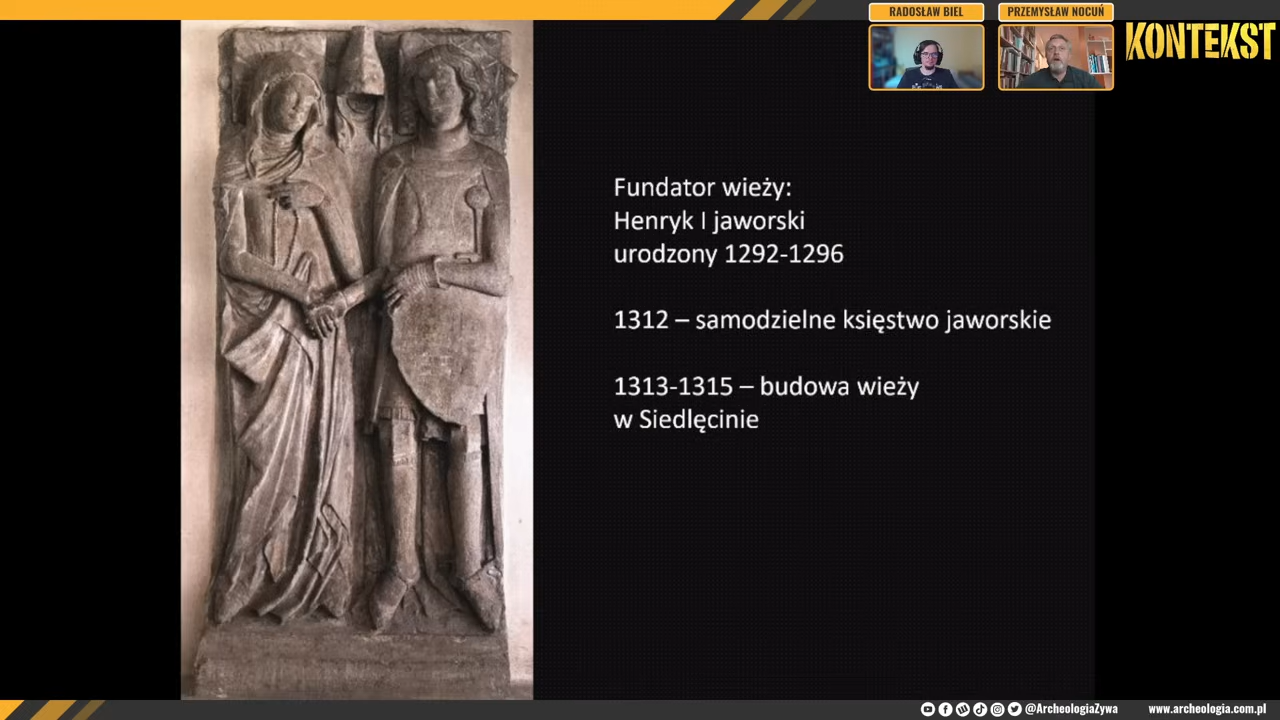 RADOSŁAW BIEL
PRZEMYSŁAW NOCUŃ
KONTEKST
Fundator wieży:
Henryk I jaworski
urodzony 1292-1296
1312 – samodzielne księstwo jaworskie
1313-1315 – budowa wieży
w Siedlęcinie
@ArcheologiaZywa
www.archeologia.com.pl